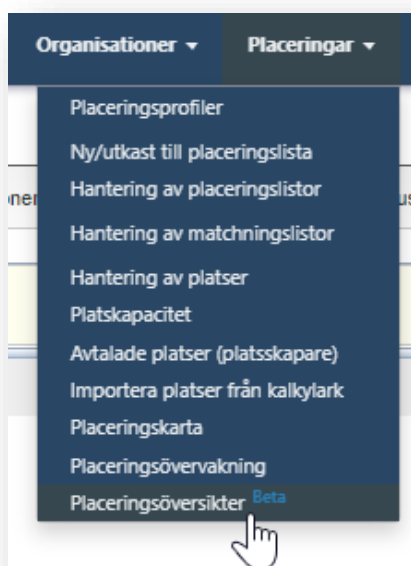 Organisationer ▾ Placeringar ▾
Placeringsprofiler
Ny/utkast till placeringslista
Hantering av placeringslistor
Hantering av matchningslistor
Hantering av platser
Platskapacitet
Avtalade platser (platsskapare)
Importera platser från kalkylark
Placeringskarta
Placeringsövervakning
Placeringsöversikter Beta